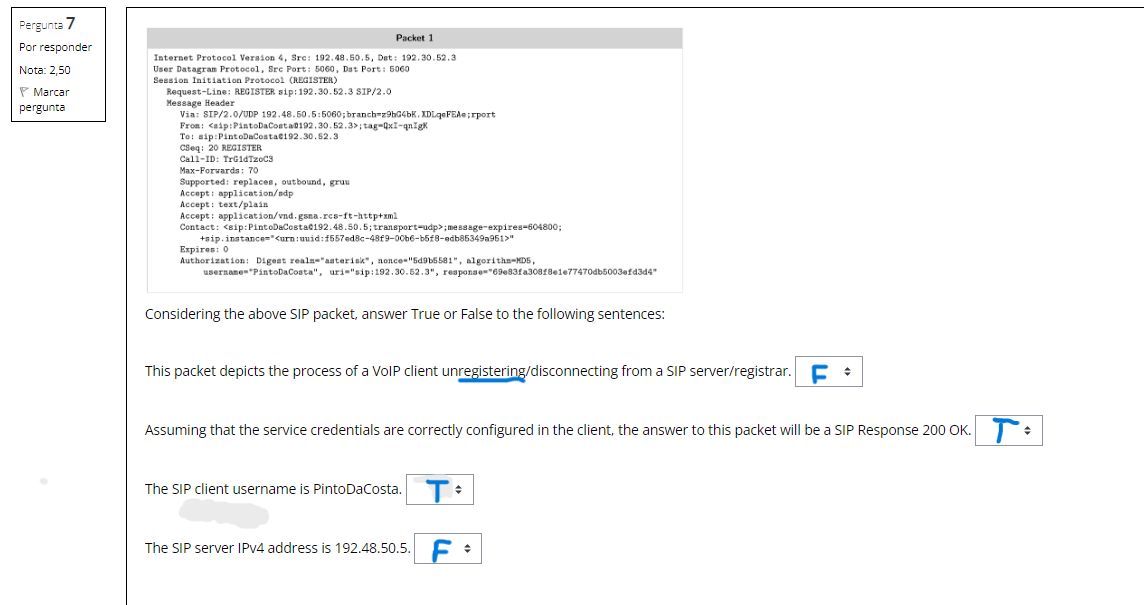 Pergunta 7
Por responder
Nota: 2,50
Marcar
pergunta
Packet 1
Internet Protocol Version 4, Src: 192.48.50.5, Dst: 192.30.52.3
User Datagram Protocol, Src Port: 5060, Dst Port: 5060
Session Initiation Protocol (REGISTER)
Request-Line: REGISTER sip:192.30.52.3 SIP/2.0
Message Header
Via: SIP/2.0/UDP 192.48.50.5:5060;branch=z9hG4bK.XDLqeFEAe;rport
From: <sip:PintoDaCosta@192.30.52.3>;tag=QxI-qnIgK
To: sip:PintoDaCosta@192.30.52.3
CSeq: 20 REGISTER
Call-ID: TrG1dTzoC3
Max-Forwards: 70
Supported: replaces, outbound, gruu
Accept: application/sdp
Accept: text/plain
Accept: application/vnd.gsma.rcs-ft-http+xml
Contact: <sip:PintoDaCosta@192.48.50.5;transport=udp>;message-expires=604800;
+sip.instance="<urn:uuid:f557ed8c-48f9-00b6-b5f8-edb85349a951>"
Expires: 0
Authorization: Digest realm="asterisk", nonce="5d9b5581", algorithm=MD5,
username="PintoDaCosta", uri="sip:192.30.52.3", response="69e83fa308f8e1e77470db5003efd3d4"
Considering the above SIP packet, answer True or False to the following sentences:
This packet depicts the process of a VoIP client unregistering/disconnecting from a SIP server/registrar. F
Assuming that the service credentials are correctly configured in the client, the answer to this packet will be a SIP Response 200 OK. T
The SIP client username is PintoDaCosta. T
The SIP server IPv4 address is 192.48.50.5. F